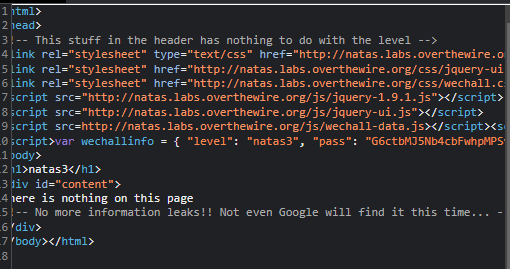 1 html>
2 head>
3 !-- This stuff in the header has nothing to do with the level -->
4 link rel="stylesheet" type="text/css" href="http://natas.labs.overthewire.o
5 link rel="stylesheet" href="http://natas.labs.overthewire.org/css/jquery-ui
6 link rel="stylesheet" href="http://natas.labs.overthewire.org/css/wechall.c
7 script src="http://natas.labs.overthewire.org/js/jquery-1.9.1.js"></script>
8 script src="http://natas.labs.overthewire.org/js/jquery-ui.js"></script>
9 script src=http://natas.labs.overthewire.org/js/wechall-data.js></script><s
10 script>var wechallinfo = { "level": "natas3", "pass": "G6ctbMJ5Nb4cbFwhpMPS
11 body>
12 h1>natas3</h1>
13 div id="content">
14 here is nothing on this page
15 !-- No more information leaks!! Not even Google will find it this time... -
16 /div>
17 /body></html>
18